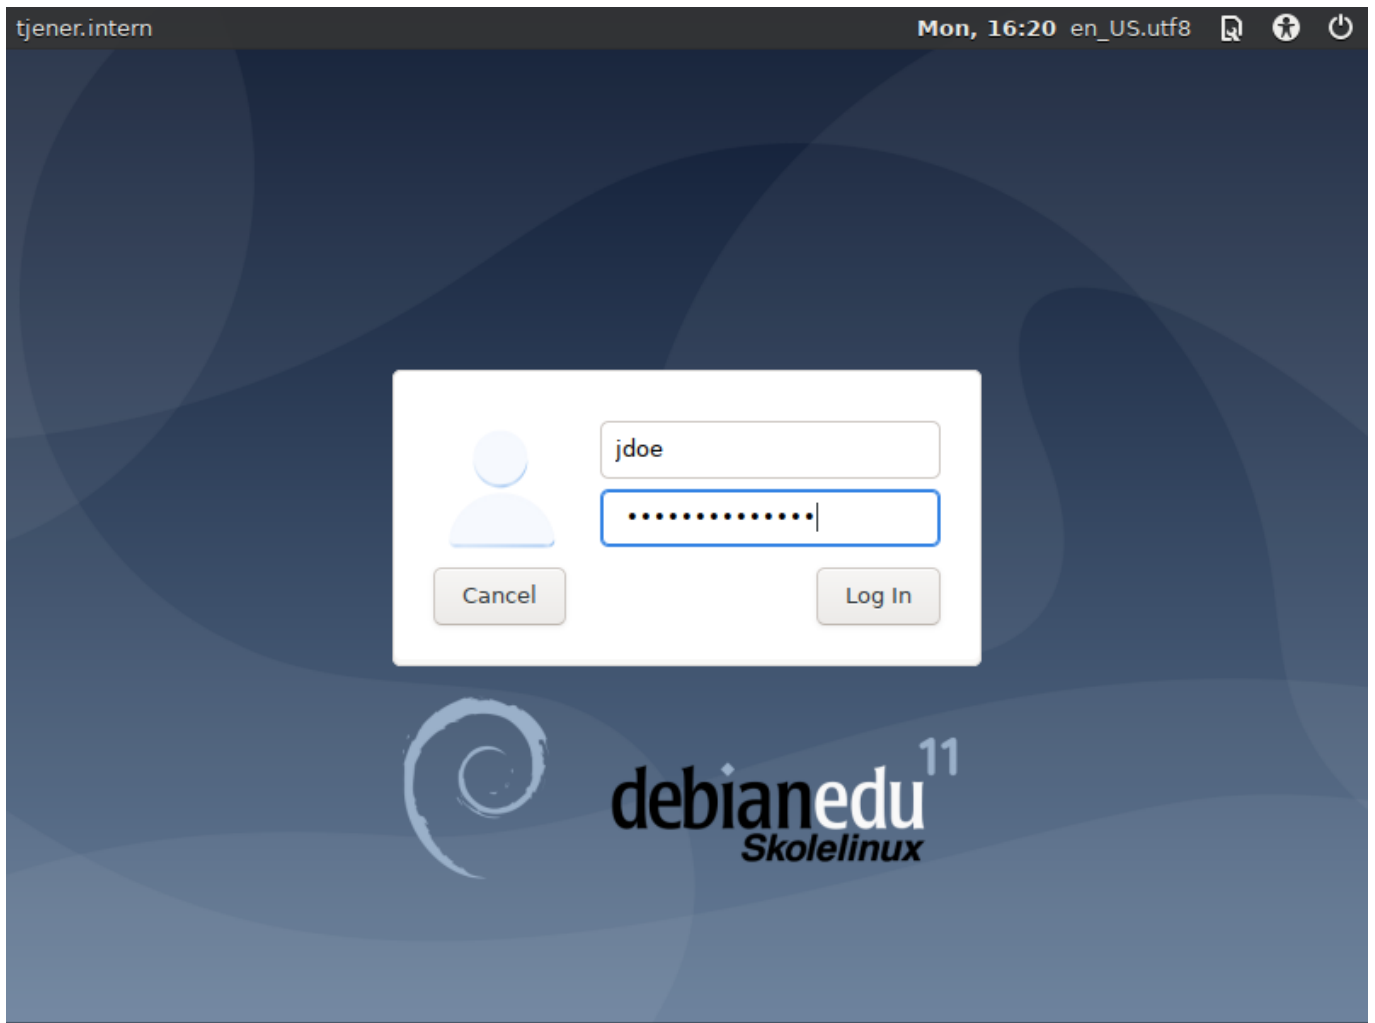 tjener.intern
Mon, 16:20 en_US.utf8
jdoe
••••••••••••••
Cancel
Log In
debianedu 11
Skolelinux